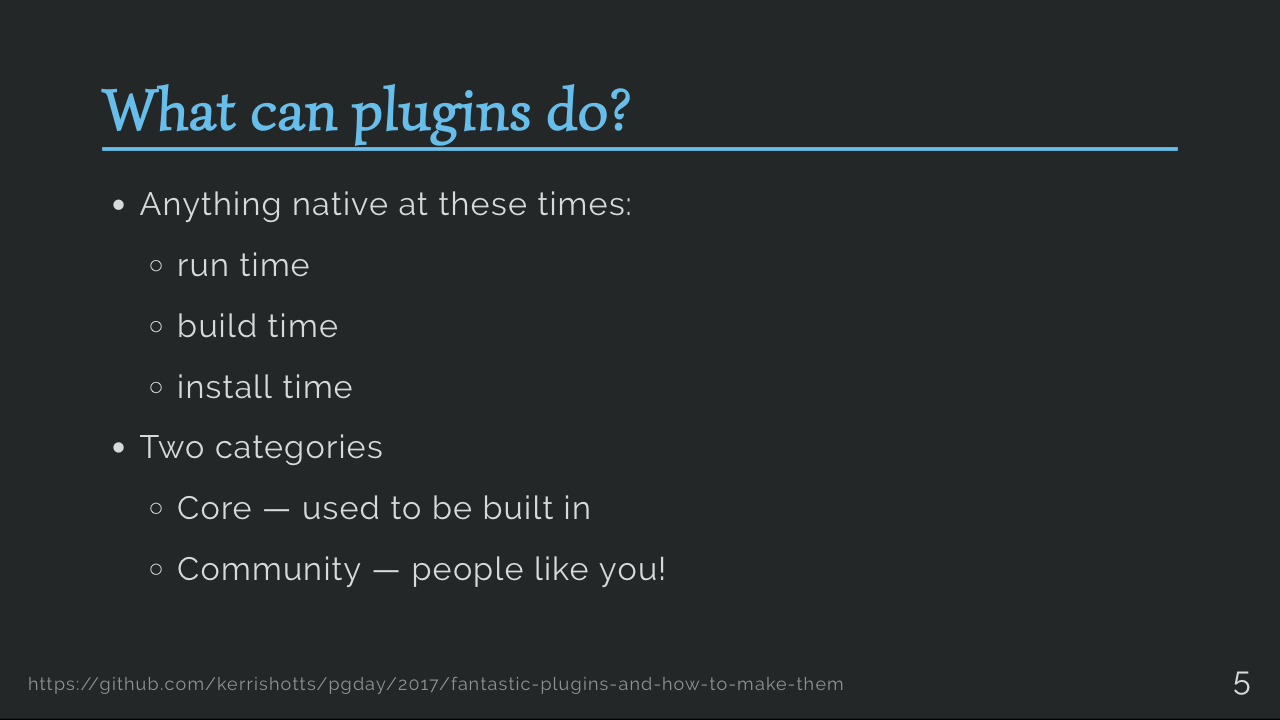 What can plugins do?
• Anything native at these times:
○ run time
○ build time
○ install time
• Two categories
○ Core — used to be built in
○ Community — people like you!
https://github.com/kerrishotts/pgday/2017/fantastic-plugins-and-how-to-make-them
5